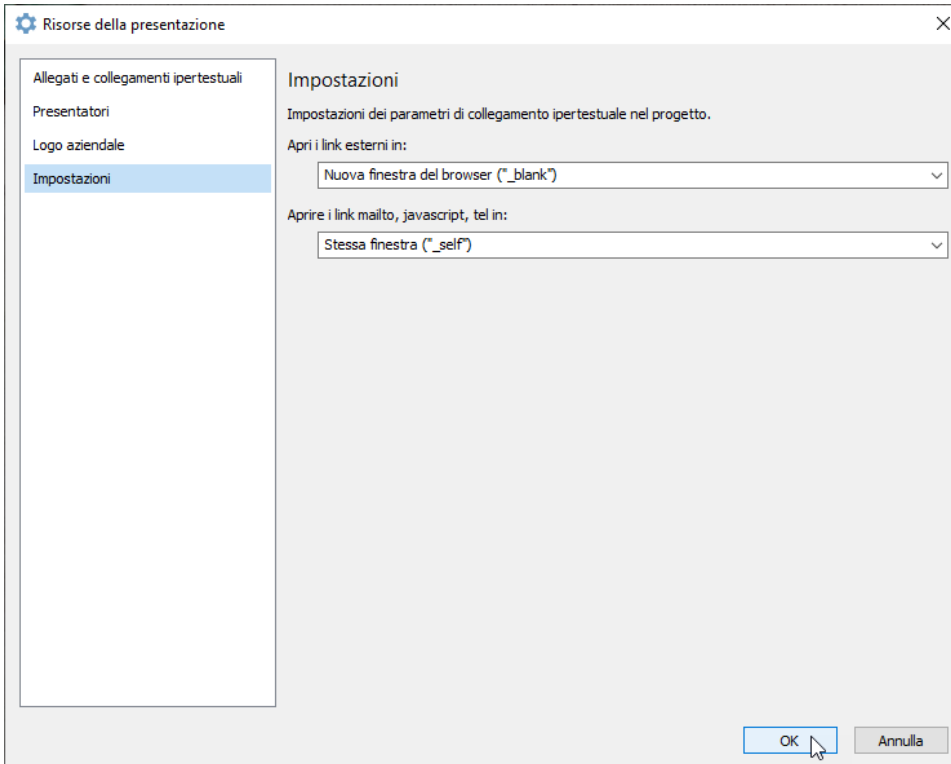 Risorse della presentazione
Allegati e collegamenti ipertestuali
Presentatori
Logo aziendale
Impostazioni
Impostazioni
Impostazioni dei parametri di collegamento ipertestuale nel progetto.
Apri i link esterni in:
Nuova finestra del browser ("_blank")
Aprire i link mailto, javascript, tel in:
Stessa finestra ("_self")
OK
Annulla